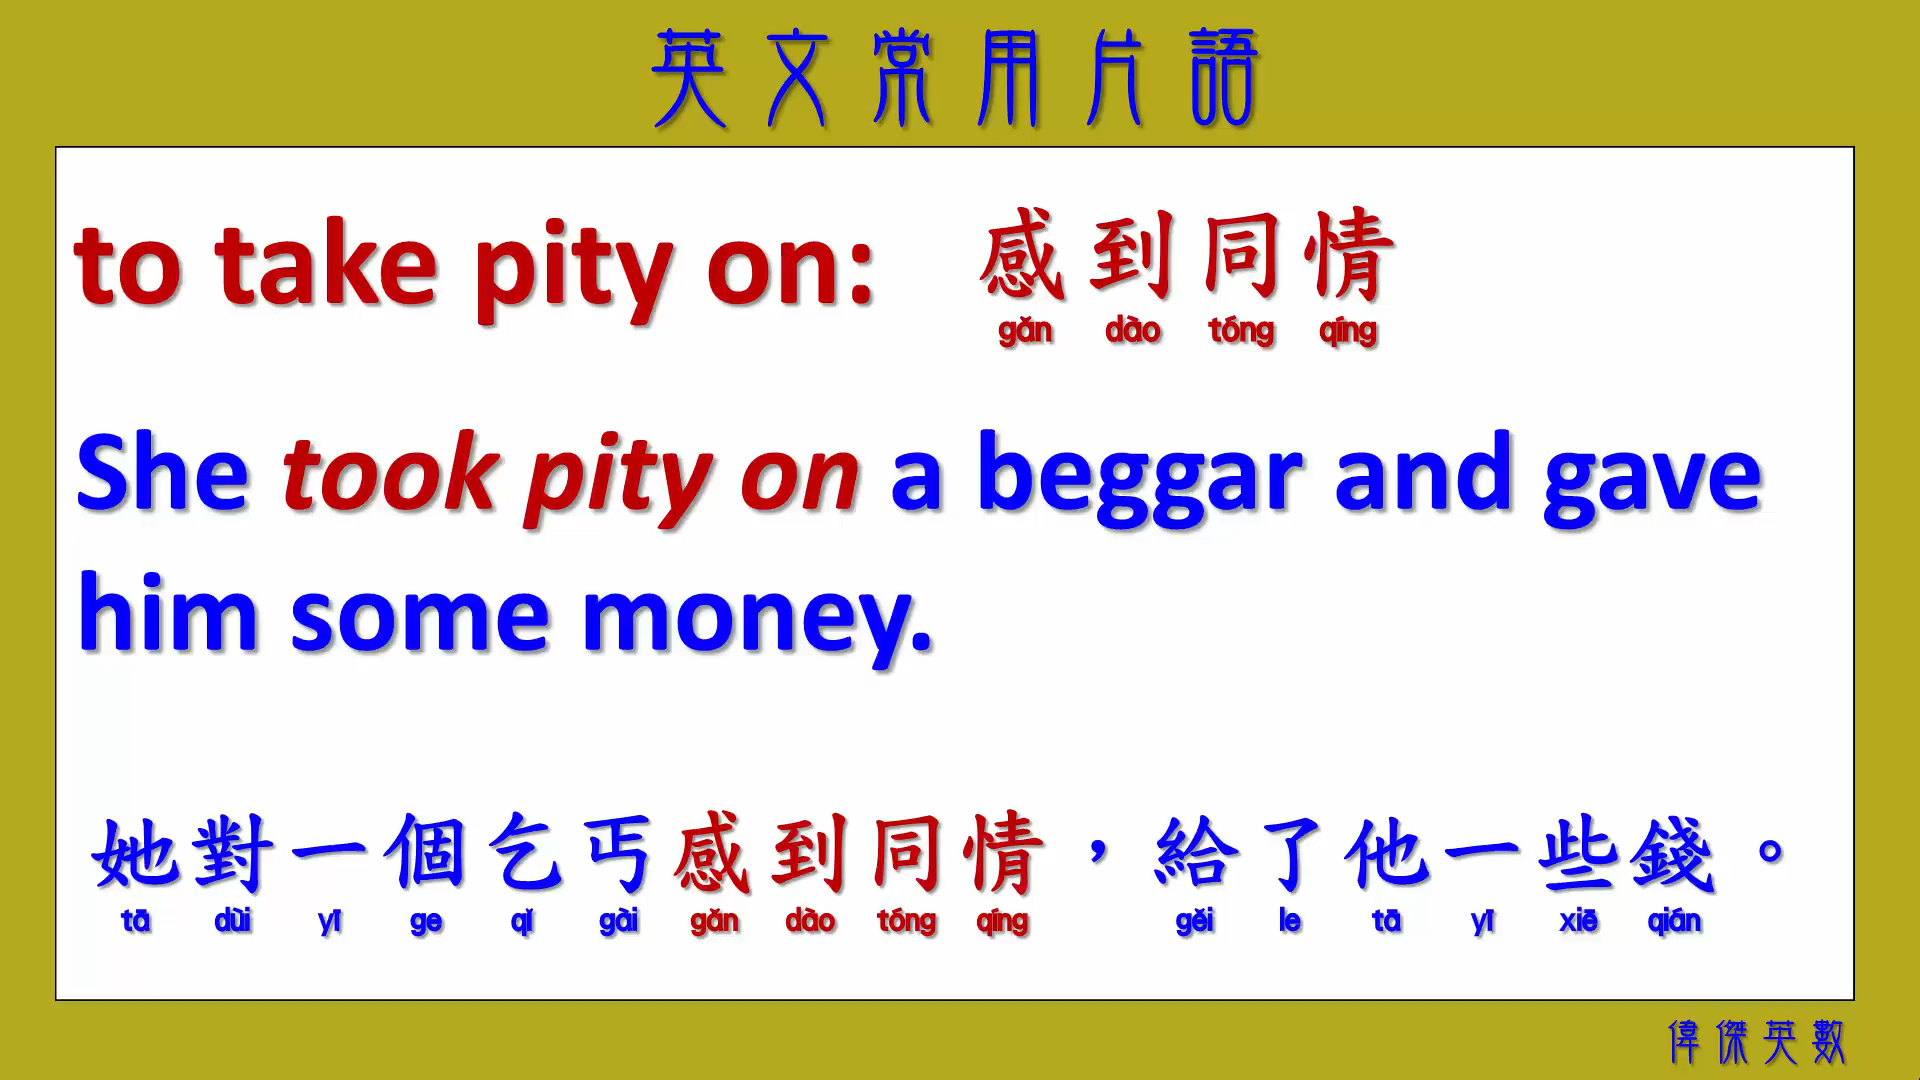 英文常用片語
to take pity on: 感到同情
gǎn dào tóng qíng
She took pity on a beggar and gave
him some money.
她對一個乞丐感到同情，給了他一些錢。
tā duì yī ge qǐ gài gǎn dào tóng qíng gěi le tā yī xiē qián
偉傑英數